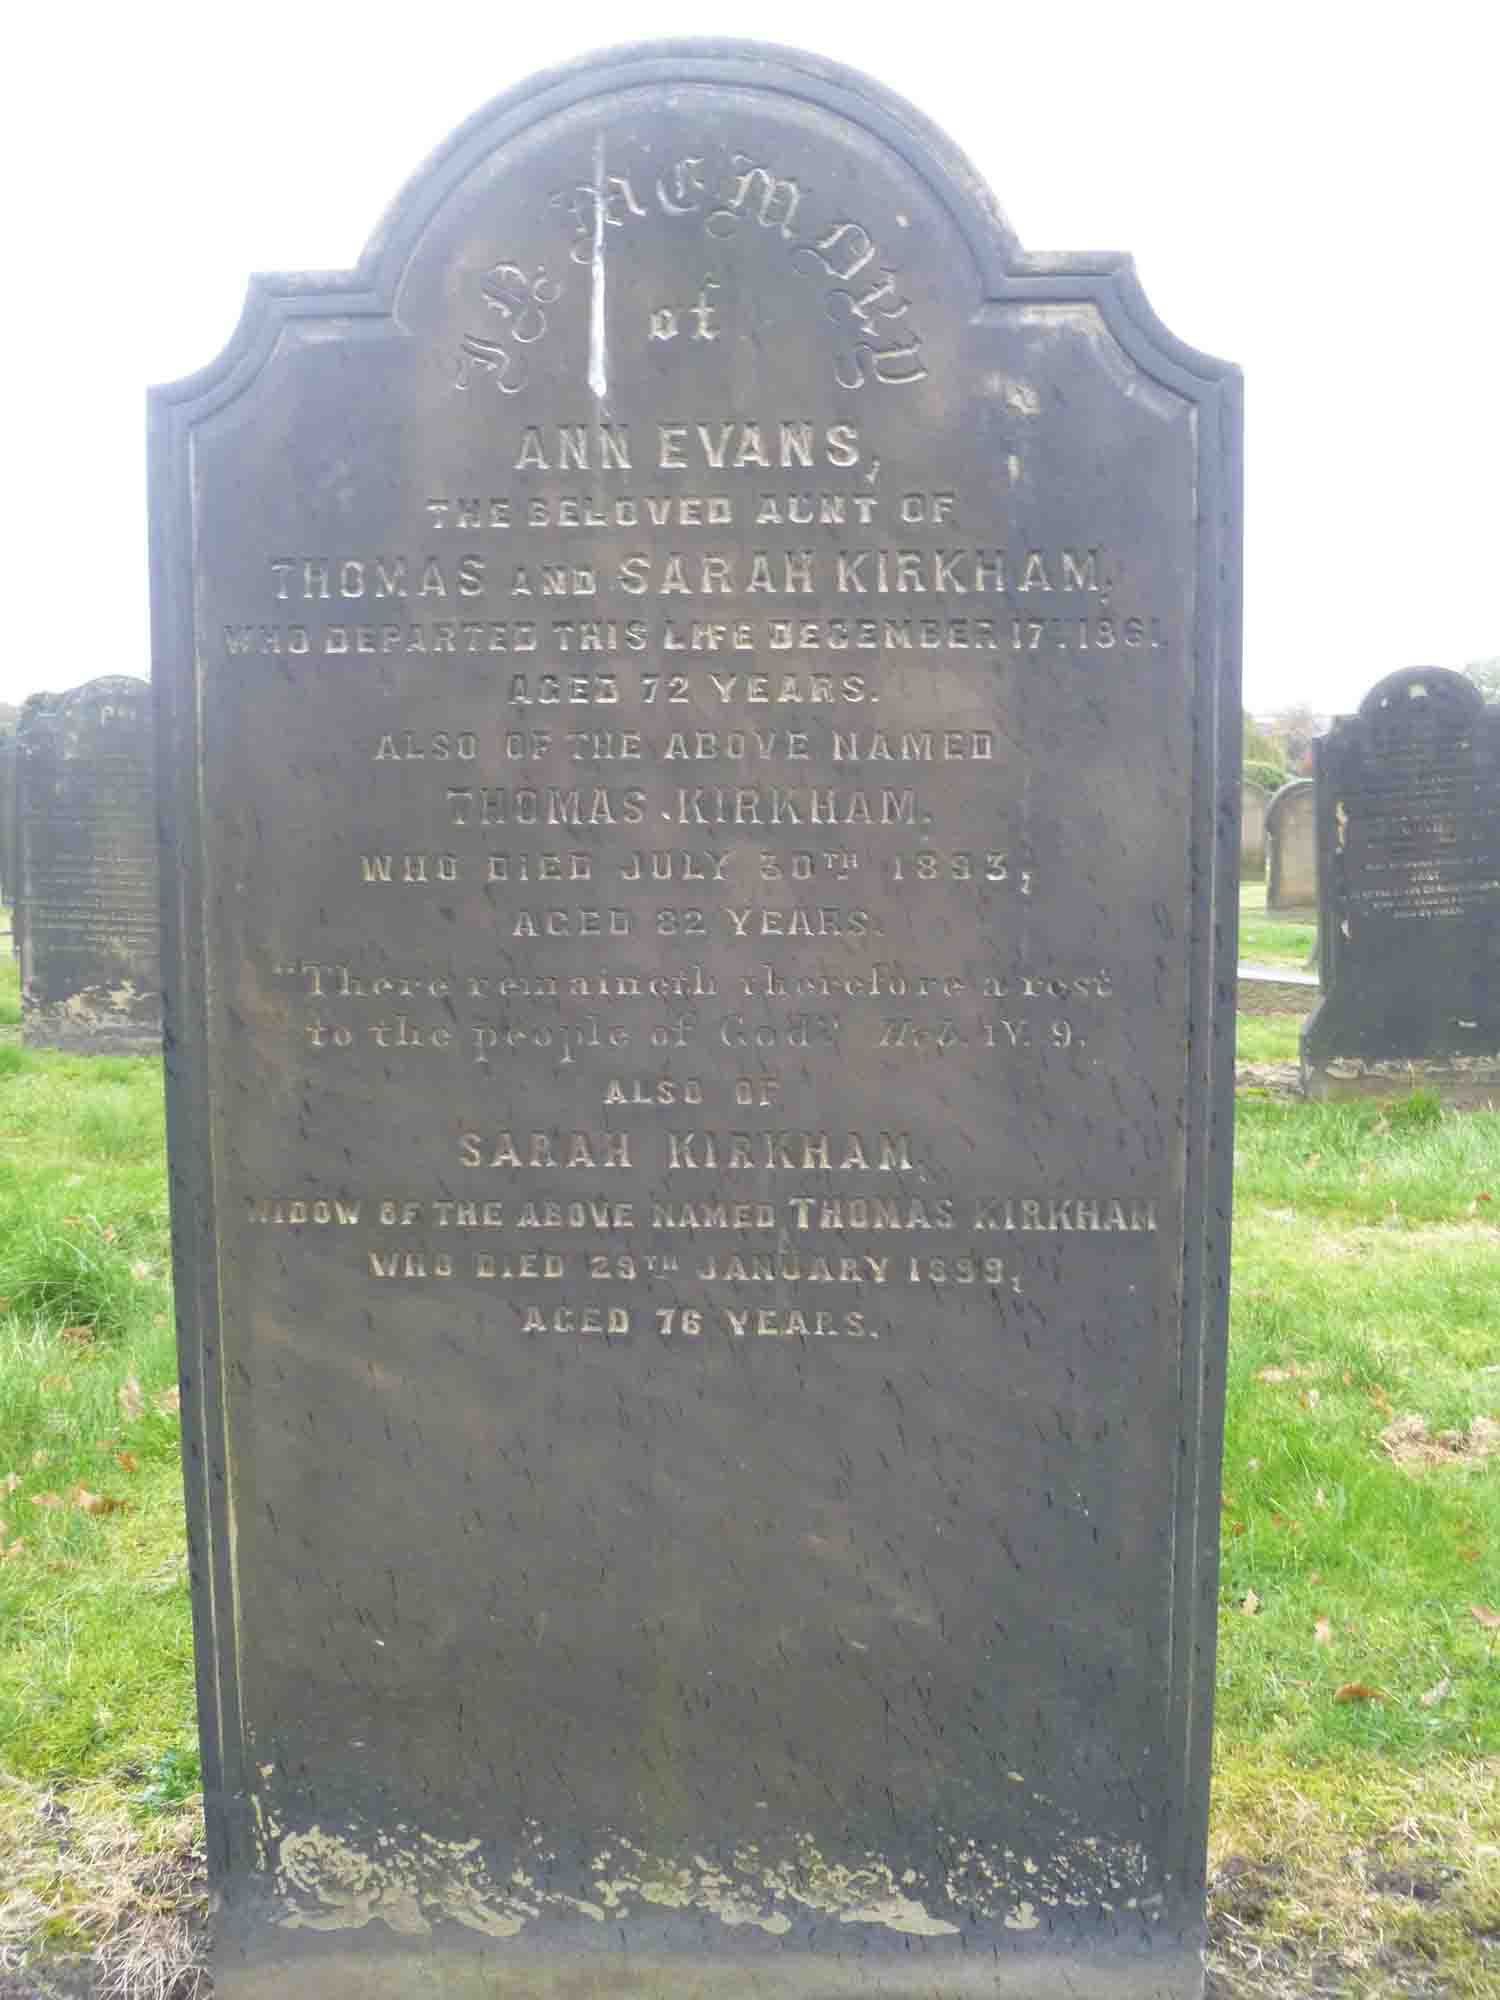 In Memory
of
ANN EVANS,
THE BELOVED AUNT OF
THOMAS AND SARAH KIRKHAM,
WHO DEPARTED THIS LIFE DECEMBER 17, 1861.
AGED 72 YEARS.
ALSO OF THE ABOVE NAMED
THOMAS KIRKHAM,
WHO DIED JULY 30TH 1893,
AGED 82 YEARS.
"There remaineth therefore a rest
to the people of God" Heb. IV. 9.
ALSO OF
SARAH KIRKHAM,
WIDOW OF THE ABOVE NAMED THOMAS KIRKHAM
WHO DIED 29TH JANUARY 1899,
AGED 76 YEARS.